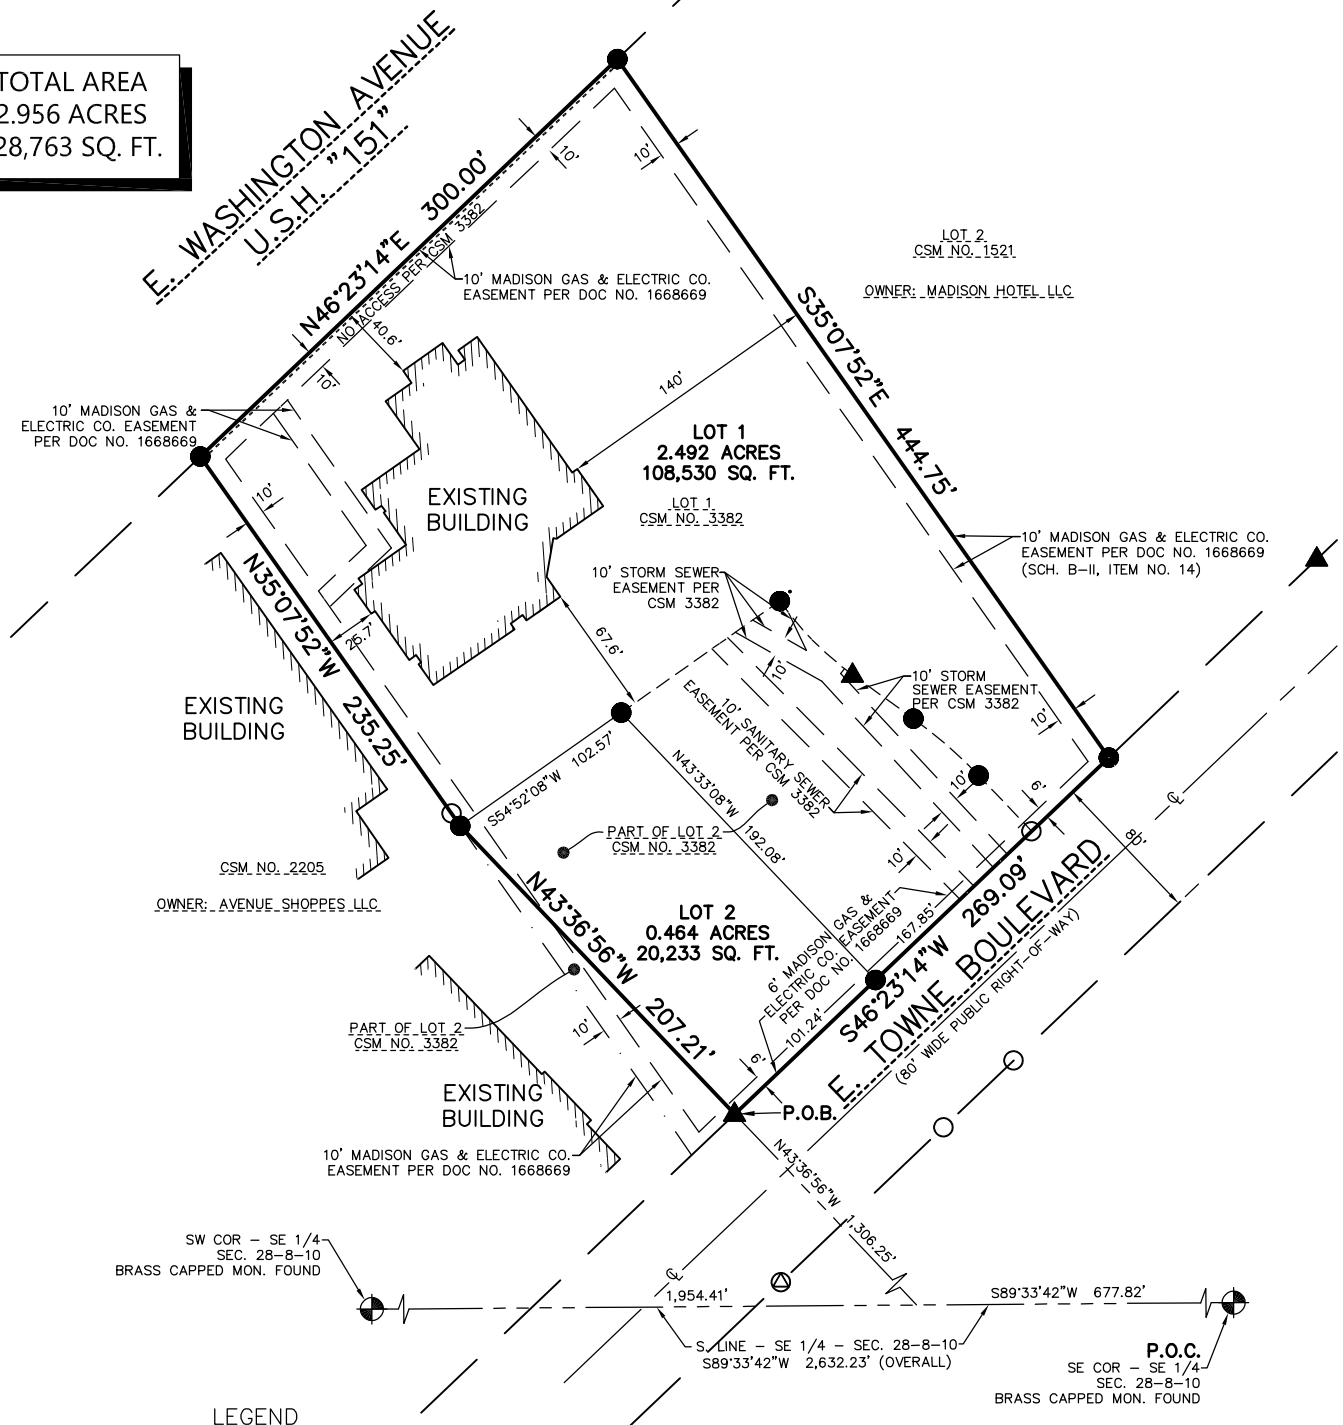 TOTAL AREA
2.956 ACRES
28,763 SQ. FT.
E. WASHINGTON AVENUE
U.S.H. "151"
N46°23'14"E 300.00'
NO ACCESS PER CSM 3382
10'
10'
10' MADISON GAS & ELECTRIC CO.
EASEMENT PER DOC NO. 1668669
LOT 2
CSM NO. 1521
OWNER: MADISON HOTEL LLC
40.6'
10'
140'
S35°07'52"E 444.75'
10' MADISON GAS &
ELECTRIC CO. EASEMENT
PER DOC NO. 1668669
LOT 1
2.492 ACRES
108,530 SQ. FT.
LOT 1
CSM NO. 3382
EXISTING
BUILDING
10'
10' MADISON GAS & ELECTRIC CO.
EASEMENT PER DOC NO. 1668669
(SCH. B-II, ITEM NO. 14)
N35°07'52"W 235.25'
25.7'
10' STORM SEWER
EASEMENT PER
CSM 3382
67.6'
10'
10' STORM
SEWER EASEMENT
PER CSM 3382
10'
EXISTING
BUILDING
10' SANITARY SEWER
EASEMENT PER CSM 3382
S54°52'08"W 102.57'
N43°33'08"W 192.08'
10'
6'
80'
℄
PART OF LOT 2
CSM NO. 3382
10'
CSM NO. 2205
OWNER: AVENUE SHOPPES LLC
N43°36'56"W 207.21'
LOT 2
0.464 ACRES
20,233 SQ. FT.
6' MADISON GAS &
ELECTRIC CO. EASEMENT
PER DOC NO. 1668669
167.85'
101.24'
S46°23'14"W 269.09'
E. TOWNE BOULEVARD
(80' WIDE PUBLIC RIGHT-OF-WAY)
PART OF LOT 2
CSM NO. 3382
10'
6'
EXISTING
BUILDING
P.O.B.
10' MADISON GAS & ELECTRIC CO.
EASEMENT PER DOC NO. 1668669
N43°36'56"W 1,306.25'
SW COR - SE 1/4
SEC. 28-8-10
BRASS CAPPED MON. FOUND
℄
1,954.41'
S89°33'42"W 677.82'
S. LINE - SE 1/4 - SEC. 28-8-10
S89°33'42"W 2,632.23' (OVERALL)
P.O.C.
SE COR - SE 1/4
SEC. 28-8-10
BRASS CAPPED MON. FOUND
LEGEND